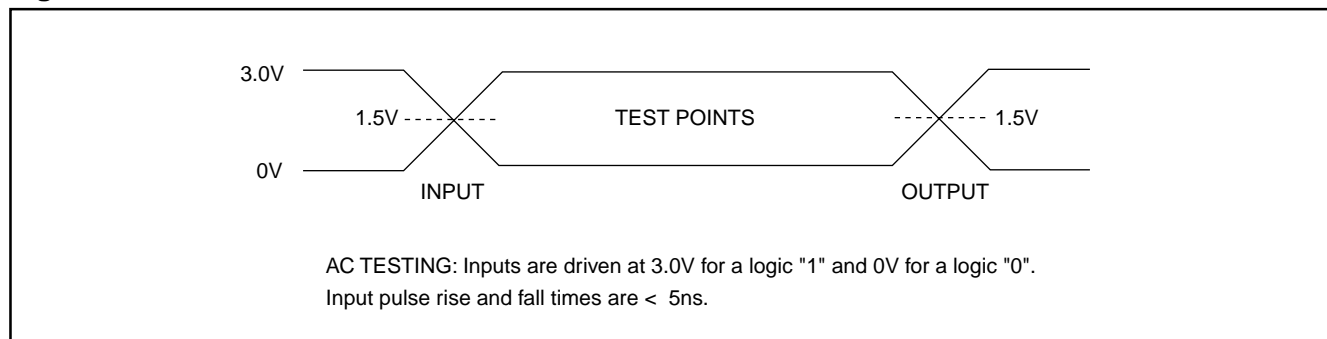 3.0V
1.5V TEST POINTS 1.5V
0V
INPUT OUTPUT
AC TESTING: Inputs are driven at 3.0V for a logic "1" and 0V for a logic "0".
Input pulse rise and fall times are < 5ns.